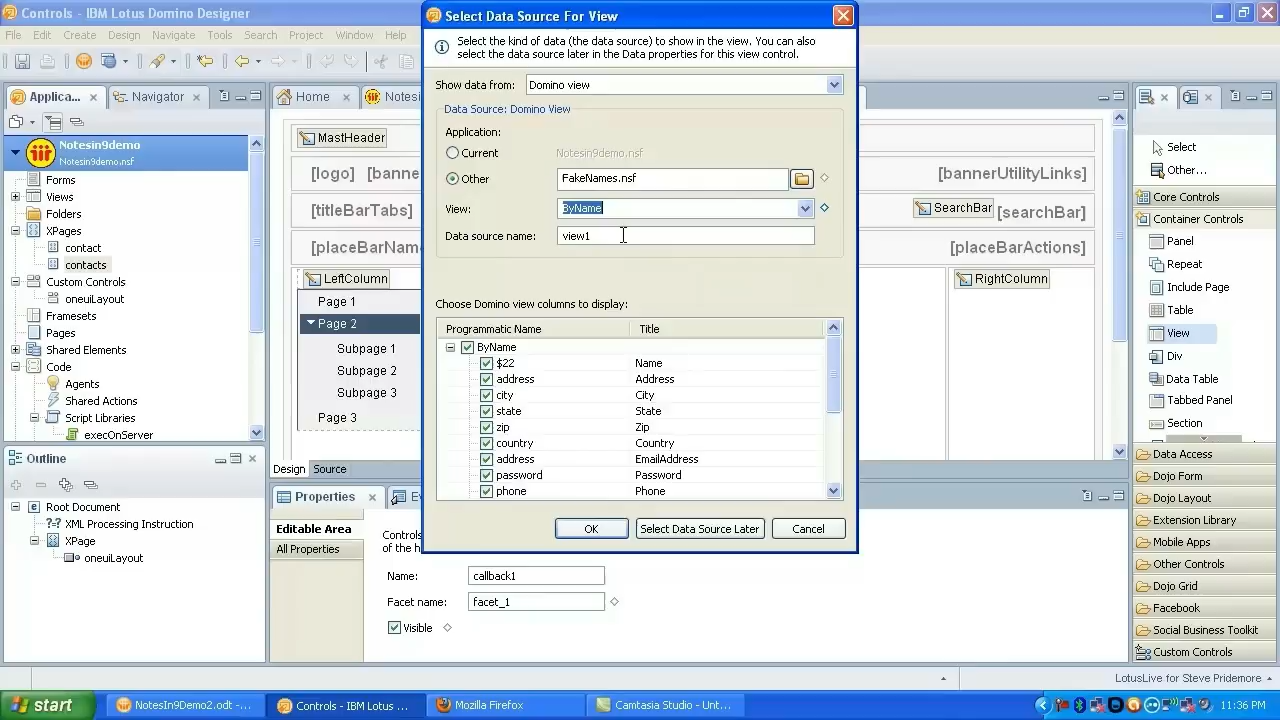 Controls - IBM Lotus Domino Designer
File Edit Create Design Navigate Tools Search Project Window Help
Applica...
Navigator
Home
Notesin9demo
Notesin9demo.nsf
Forms
Views
Folders
XPages
contact
contacts
Custom Controls
oneuiLayout
Framesets
Pages
Shared Elements
Code
Agents
Shared Actions
Script Libraries
execOnServer
Outline
Root Document
XML Processing Instruction
XPage
oneuiLayout
MastHeader
[logo]
[bannerUtilityLinks]
[titleBarTabs]
SearchBar [searchBar]
[placeBarActions]
LeftColumn
RightColumn
Page 1
Page 2
Subpage 1
Subpage 2
Subpage 3
Page 3
Design Source
Properties
Editable Area
All Properties
Name: callback1
Facet name: facet_1
Visible
Select Data Source For View
Select the kind of data (the data source) to show in the view. You can also
select the data source later in the Data properties for this view control.
Show data from: Domino view
Data Source: Domino View
Application:
Current Notesin9demo.nsf
Other FakeNames.nsf
View: ByName
Data source name: view1
Choose Domino view columns to display:
Programmatic Name Title
ByName
$22 Name
address Address
city City
state State
zip Zip
country Country
address EmailAddress
password Password
phone Phone
OK Select Data Source Later Cancel
Select
Other...
Core Controls
Container Controls
Panel
Repeat
Include Page
Table
View
Div
Data Table
Tabbed Panel
Section
Data Access
Dojo Form
Dojo Layout
Extension Library
Mobile Apps
Other Controls
Dojo Grid
Facebook
Social Business Toolkit
Custom Controls
LotusLive for Steve Pridemore
start
NotesIn9Demo2.odt -...
Controls - IBM Lotus ...
Mozilla Firefox
Camtasia Studio - Unt...
11:36 PM